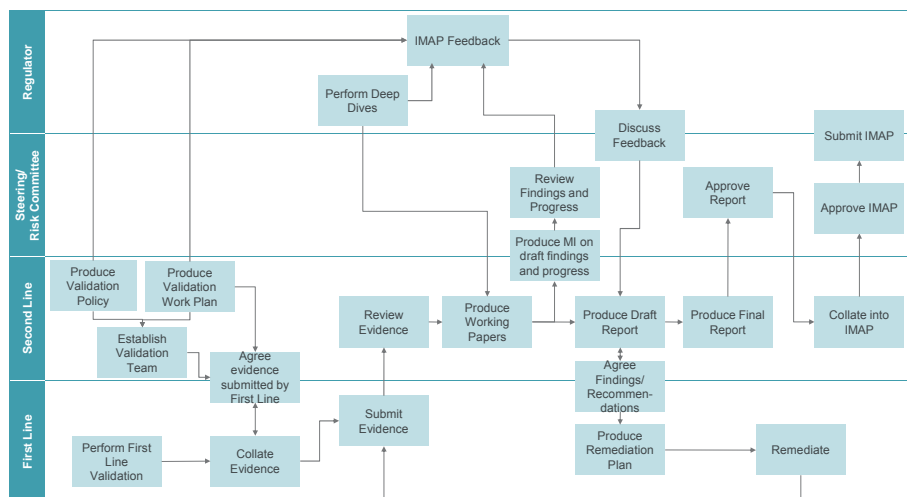 Regulator
IMAP Feedback
Perform Deep
Dives
Discuss
Feedback
Submit IMAP
Steering/
Risk Committee
Review
Findings and
Progress
Approve
Report
Approve IMAP
Produce MI on
draft findings
and progress
Second Line
Produce
Validation
Policy
Produce
Validation
Work Plan
Establish
Validation
Team
Agree
evidence
submitted by
First Line
Review
Evidence
Produce
Working
Papers
Produce Draft
Report
Produce Final
Report
Collate into
IMAP
First Line
Agree
Findings/
Recommen-
dations
Perform First
Line
Validation
Collate
Evidence
Submit
Evidence
Produce
Remediation
Plan
Remediate